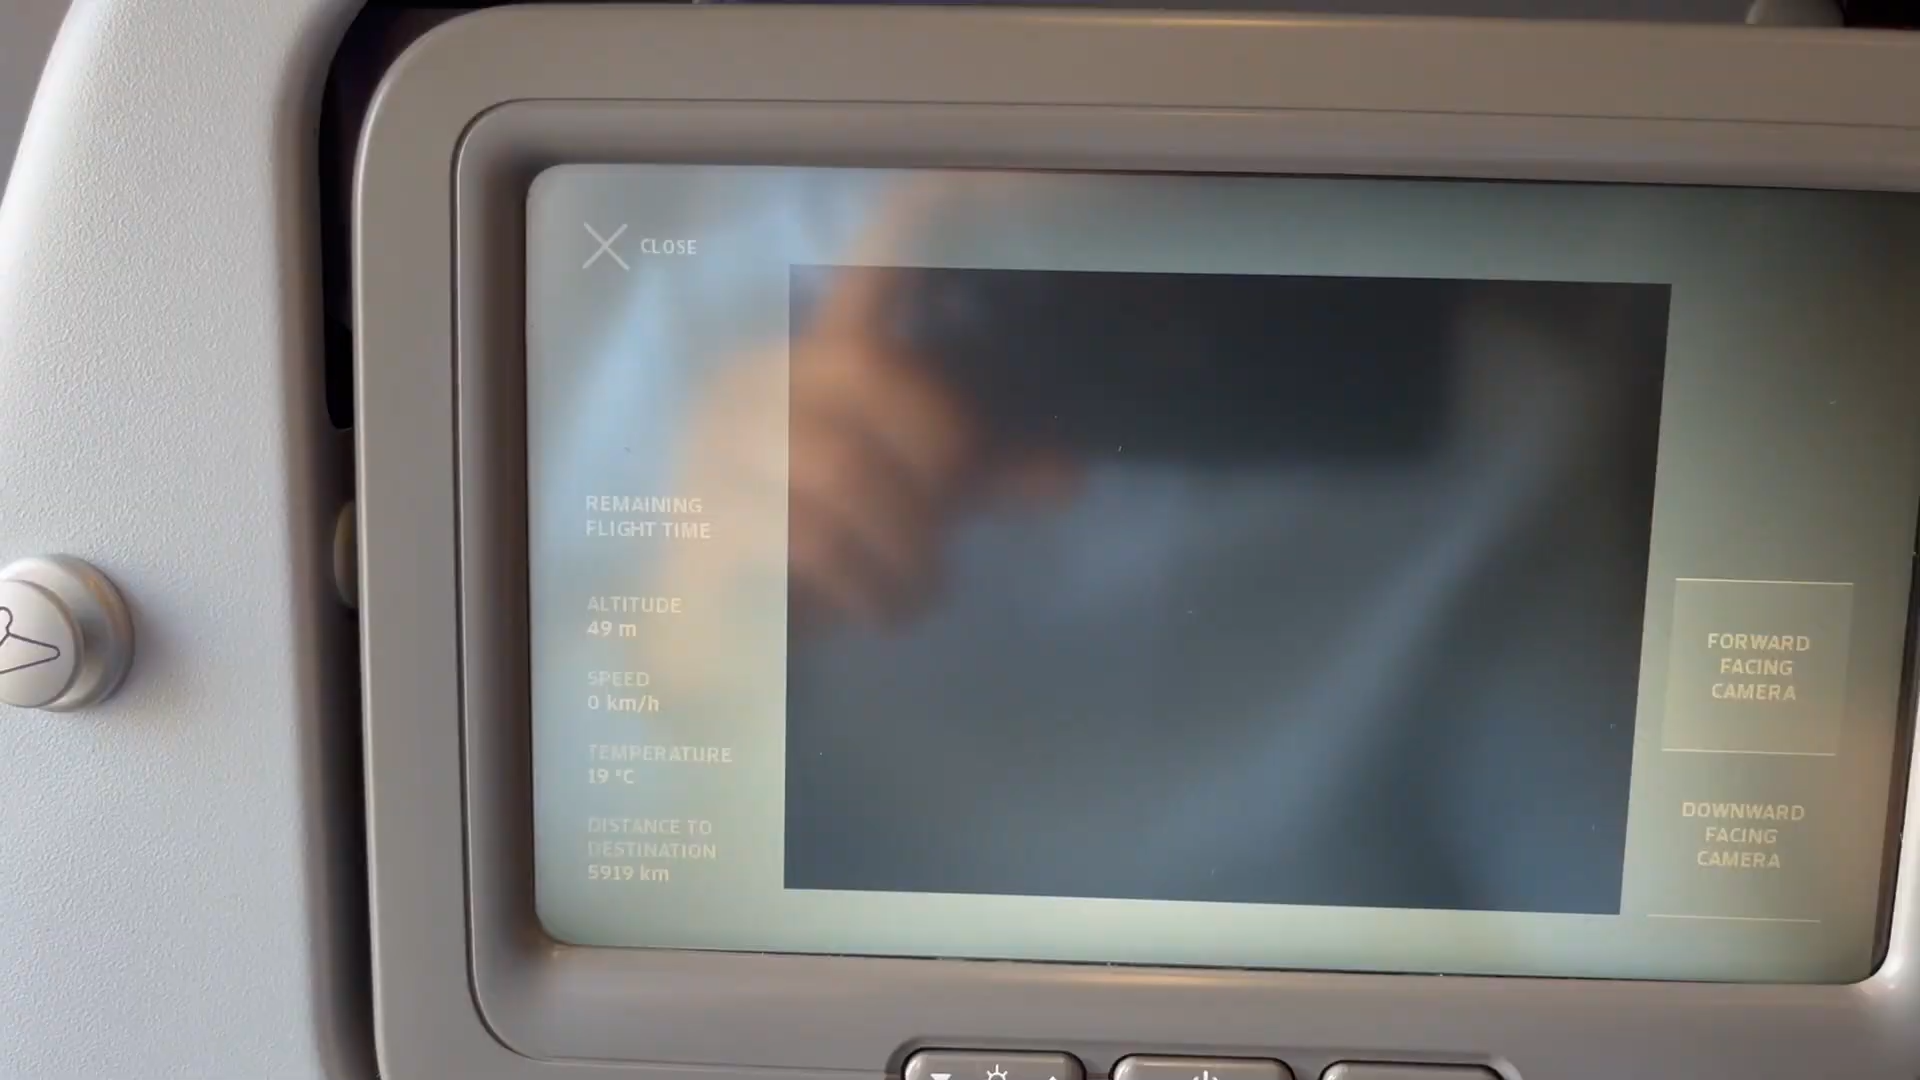 CLOSE
REMAINING
FLIGHT TIME
ALTITUDE
49 m
SPEED
0 km/h
TEMPERATURE
19 °C
DISTANCE TO
DESTINATION
5919 km
FORWARD
FACING
CAMERA
DOWNWARD
FACING
CAMERA